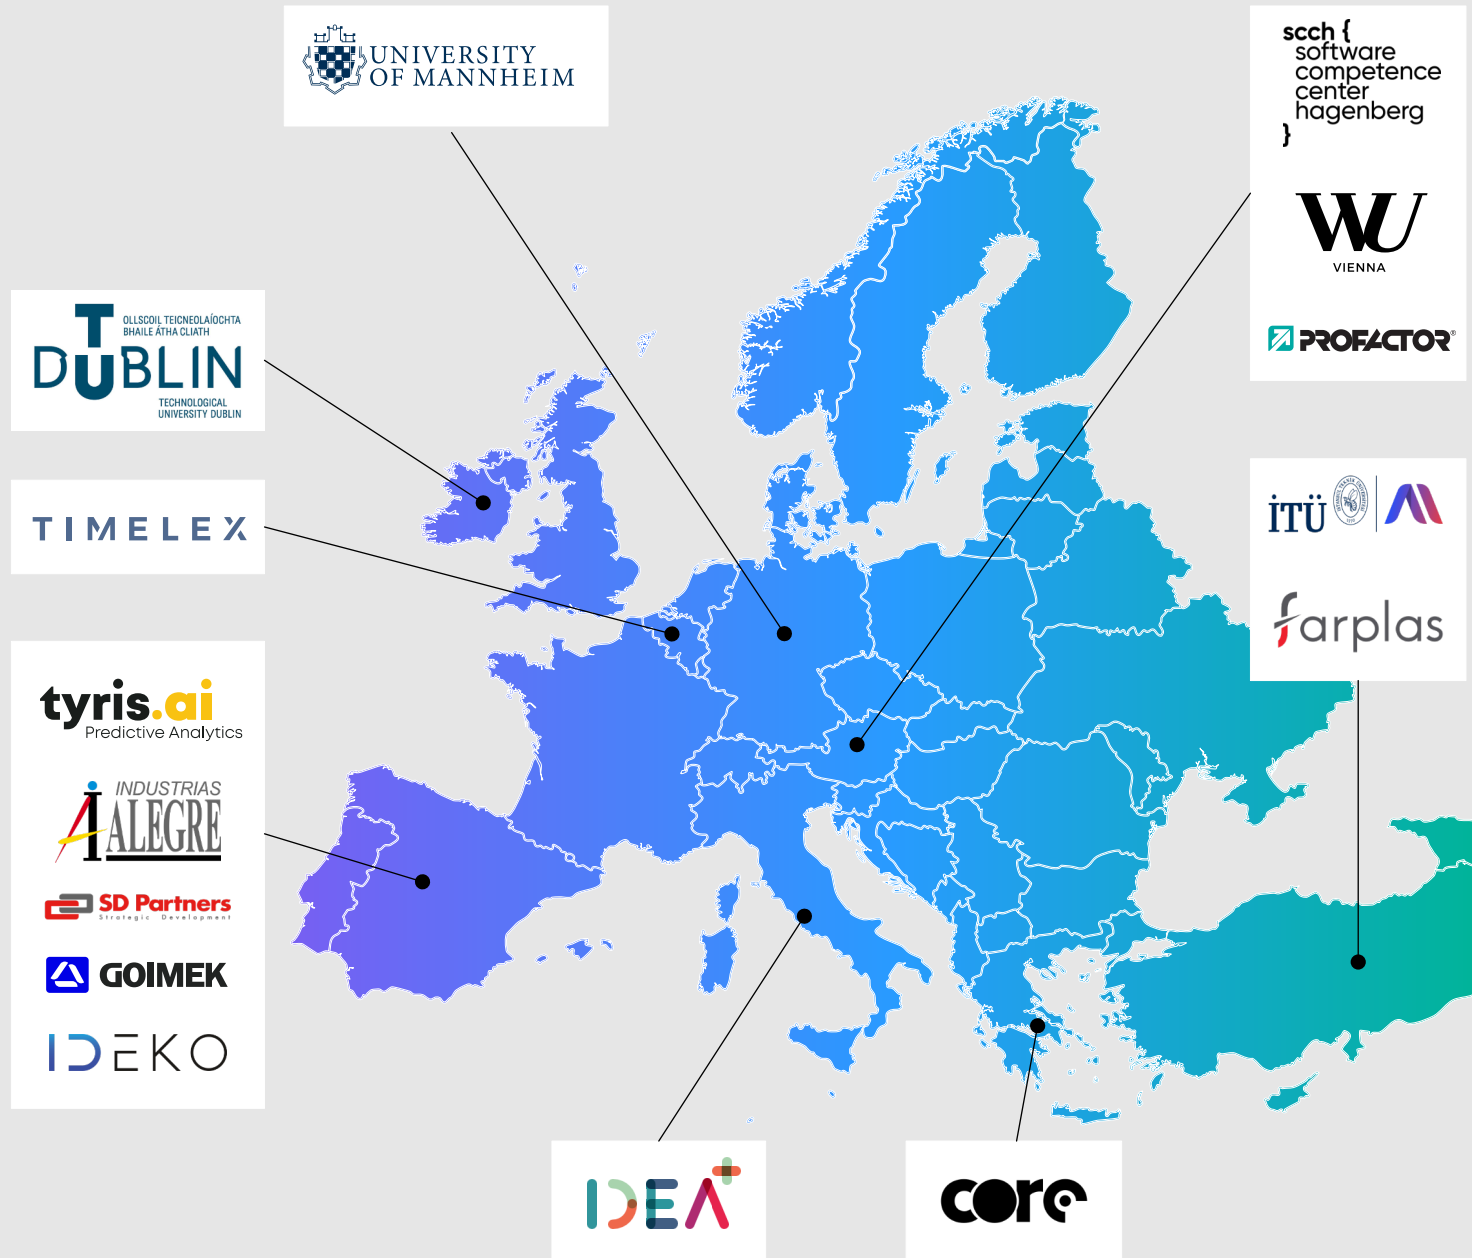 UNIVERSITY
OF MANNHEIM
scch {
software
competence
center
hagenberg
}
WU
VIENNA
PROFACTOR®
OLLSCOIL TEICNEOLAÍOCHTA
BHAILE ÁTHA CLIATH
TU
DUBLIN
TECHNOLOGICAL
UNIVERSITY DUBLIN
TIMELEX
İTÜ
farplas
tyris.ai
Predictive Analytics
INDUSTRIAS
ALEGRE
SD Partners
Strategic Development
GOIMEK
IDEKO
IDEA+
core